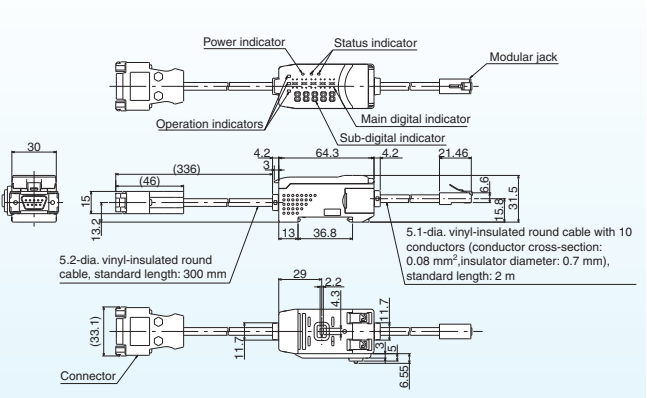 Power indicator
Status indicator
Modular jack
Main digital indicator
Operation indicators
Sub-digital indicator
30
(336)
(46)
4.2
3
64.3
4.2
21.46
15
13.2
6.6
15.8
31.5
13
36.8
5.2-dia. vinyl-insulated round
cable, standard length: 300 mm
5.1-dia. vinyl-insulated round cable with 10
conductors (conductor cross-section:
0.08 mm²,insulator diameter: 0.7 mm),
standard length: 2 m
29
2.2
4.3
11.7
(33.1)
11.7
3
5
6.55
Connector